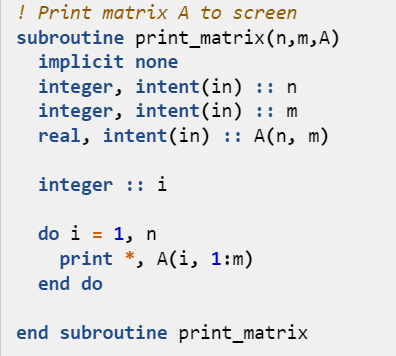 ! Print matrix A to screen
subroutine print_matrix(n,m,A)
  implicit none
  integer, intent(in) :: n
  integer, intent(in) :: m
  real, intent(in) :: A(n, m)

  integer :: i

  do i = 1, n
    print *, A(i, 1:m)
  end do

end subroutine print_matrix